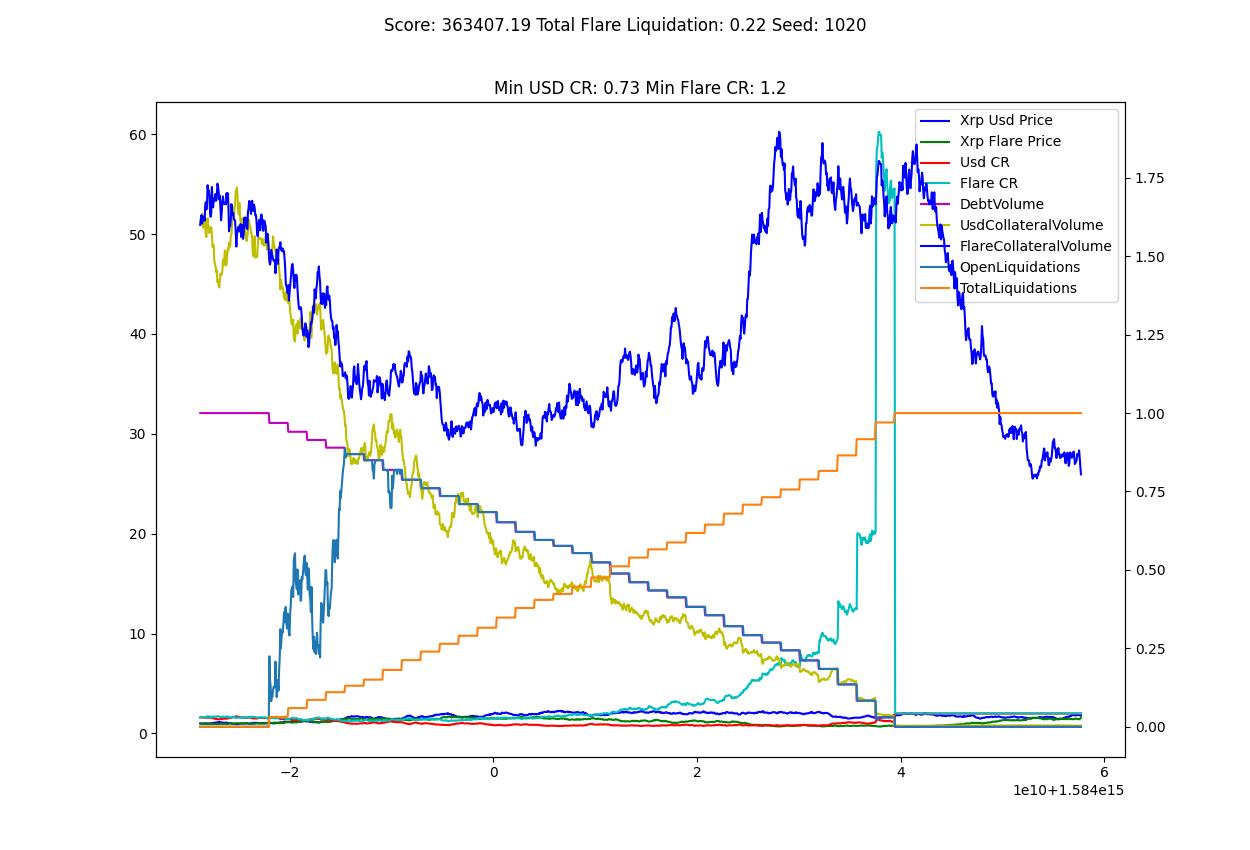 Score: 363407.19 Total Flare Liquidation: 0.22 Seed: 1020
Min USD CR: 0.73 Min Flare CR: 1.2
60
50
40
30
20
10
0
Xrp Usd Price
Xrp Flare Price
Usd CR
Flare CR
DebtVolume
UsdCollateralVolume
FlareCollateralVolume
OpenLiquidations
TotalLiquidations
1.75
1.50
1.25
1.00
0.75
0.50
0.25
0.00
−2 0 2 4 6
1e10+1.584e15